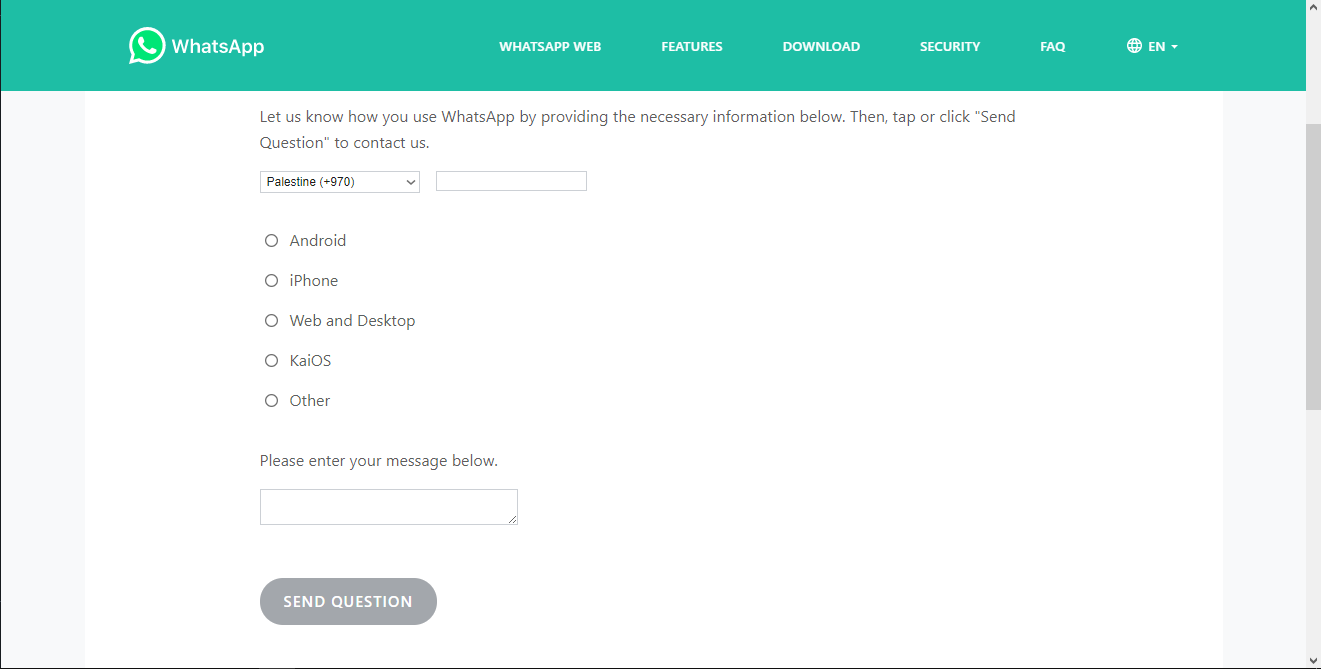 WhatsApp
WHATSAPP WEB
FEATURES
DOWNLOAD
SECURITY
FAQ
EN
Let us know how you use WhatsApp by providing the necessary information below. Then, tap or click "Send
Question" to contact us.
Palestine (+970)
Android
iPhone
Web and Desktop
KaiOS
Other
Please enter your message below.
SEND QUESTION